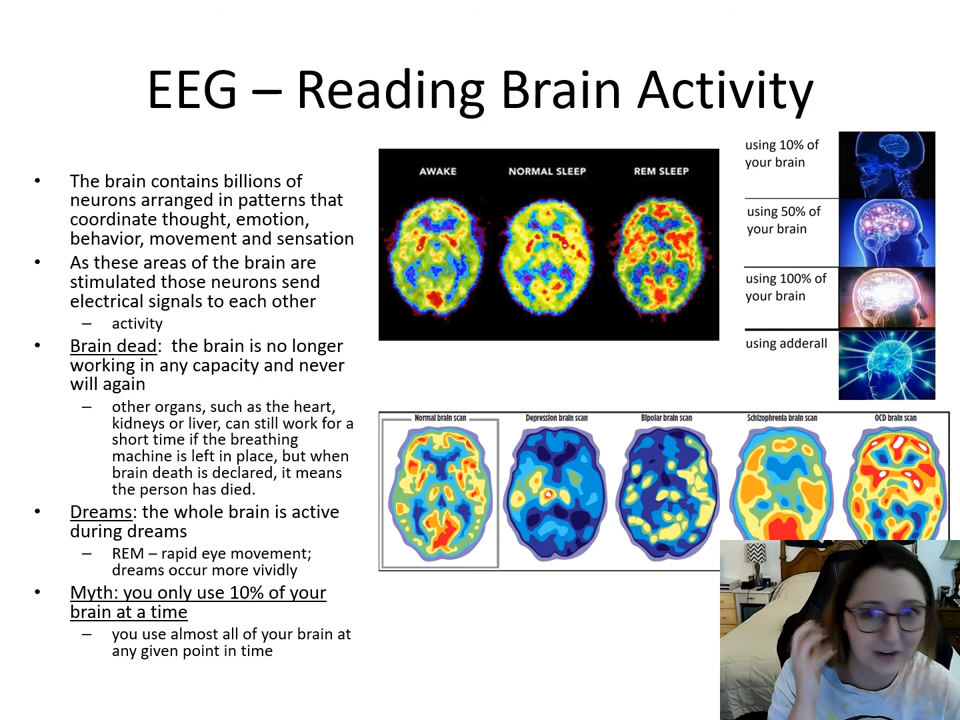 EEG – Reading Brain Activity
• The brain contains billions of
neurons arranged in patterns that
coordinate thought, emotion,
behavior, movement and sensation
• As these areas of the brain are
stimulated those neurons send
electrical signals to each other
– activity
• Brain dead:  the brain is no longer
working in any capacity and never
will again
– other organs, such as the heart,
kidneys or liver, can still work for a
short time if the breathing
machine is left in place, but when
brain death is declared, it means
the person has died.
• Dreams: the whole brain is active
during dreams
– REM – rapid eye movement;
dreams occur more vividly
• Myth: you only use 10% of your
brain at a time
– you use almost all of your brain at
any given point in time
AWAKE NORMAL SLEEP REM SLEEP
using 10% of
your brain
using 50% of
your brain
using 100% of
your brain
using adderall
Normal brain scan Depression brain scan Bipolar brain scan Schizophrenia brain scan OCD brain scan